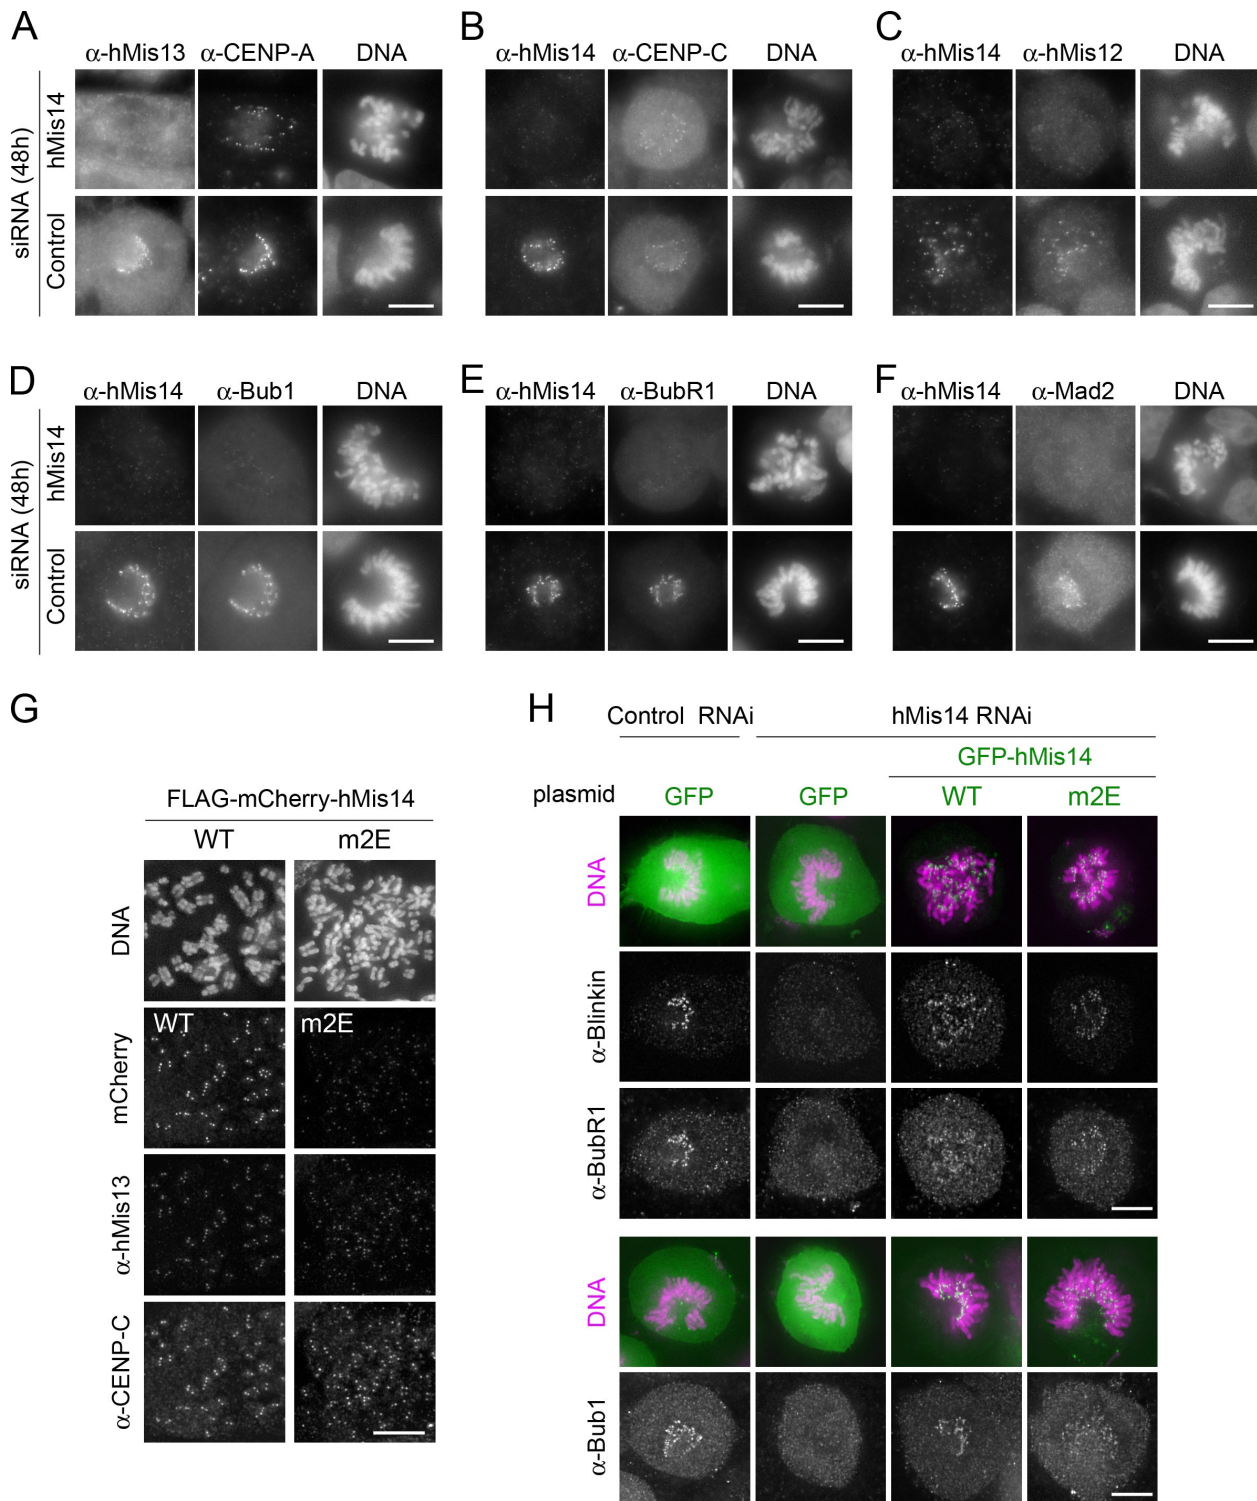 A
α-hMis13 α-CENP-A DNA
siRNA (48h)
hMis14
Control
B
α-hMis14 α-CENP-C DNA
C
α-hMis14 α-hMis12 DNA
D
α-hMis14 α-Bub1 DNA
siRNA (48h)
hMis14
Control
E
α-hMis14 α-BubR1 DNA
F
α-hMis14 α-Mad2 DNA
G
FLAG-mCherry-hMis14
WT m2E
DNA
mCherry
WT m2E
α-hMis13
α-CENP-C
H
Control RNAi hMis14 RNAi
GFP-hMis14
plasmid GFP GFP WT m2E
DNA
α-Blinkin
α-BubR1
DNA
α-Bub1